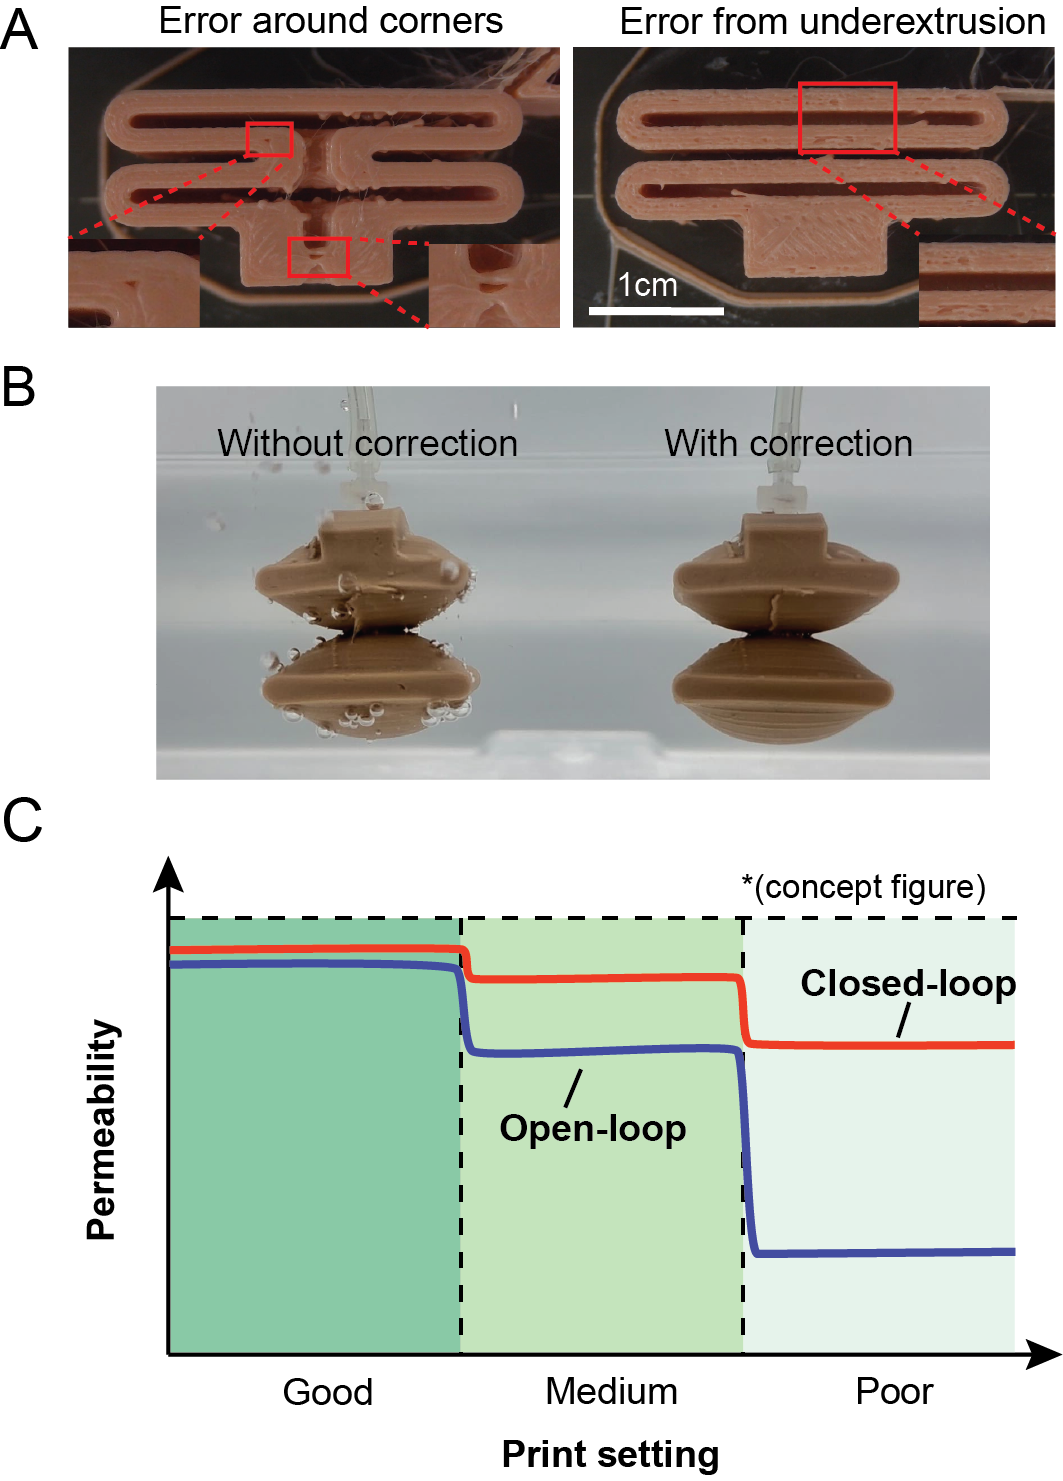 A
Error around corners
Error from underextrusion
1cm
B
Without correction
With correction
C
*(concept figure)
Closed-loop
Open-loop
Permeability
Good
Medium
Poor
Print setting